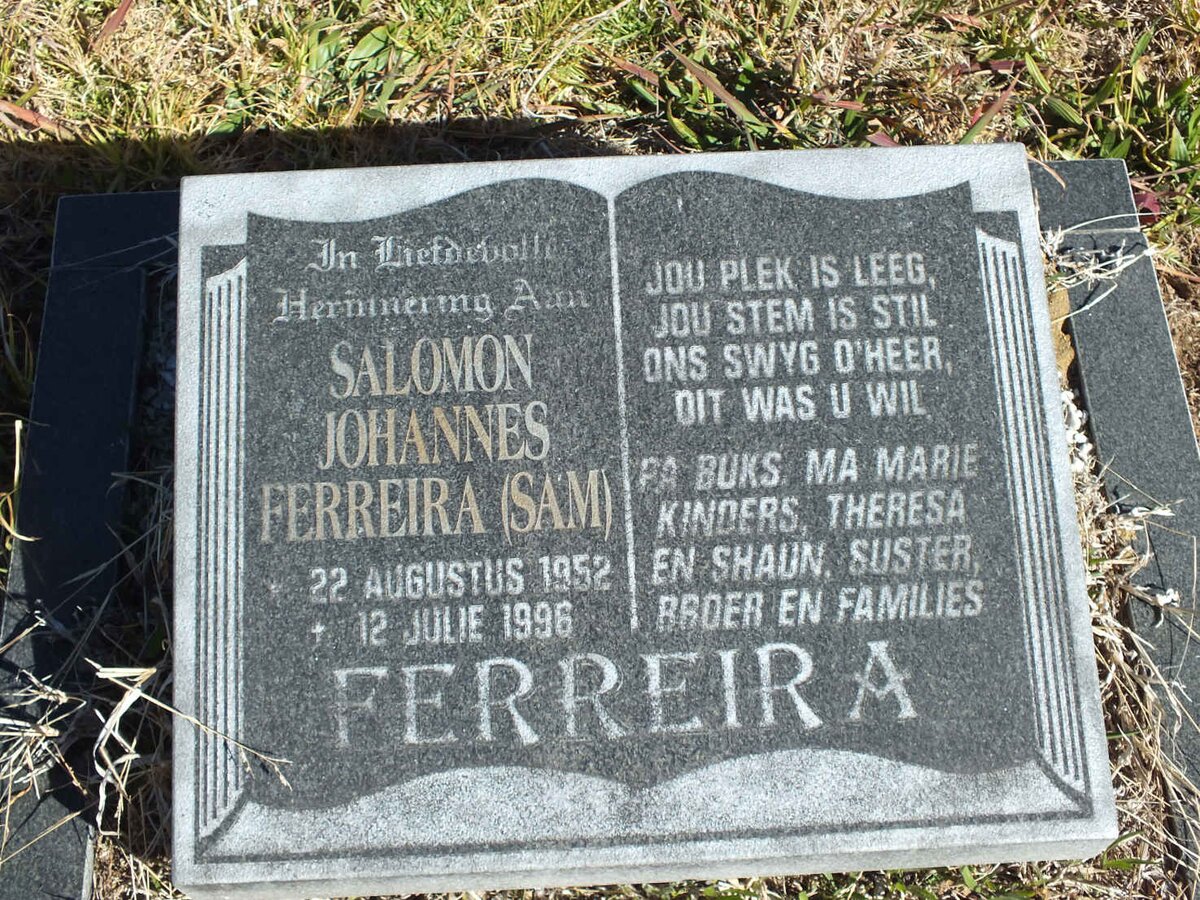 In Liefdevolle
Herinnering Aan
SALOMON
JOHANNES
FERREIRA (SAM)
* 22 AUGUSTUS 1952
+ 12 JULIE 1996
JOU PLEK IS LEEG,
JOU STEM IS STIL
ONS SWYG O'HEER,
DIT WAS U WIL
PA BUKS. MA MARIE
KINDERS, THERESA
EN SHAUN, SUSTER,
BROER EN FAMILIES
FERREIRA